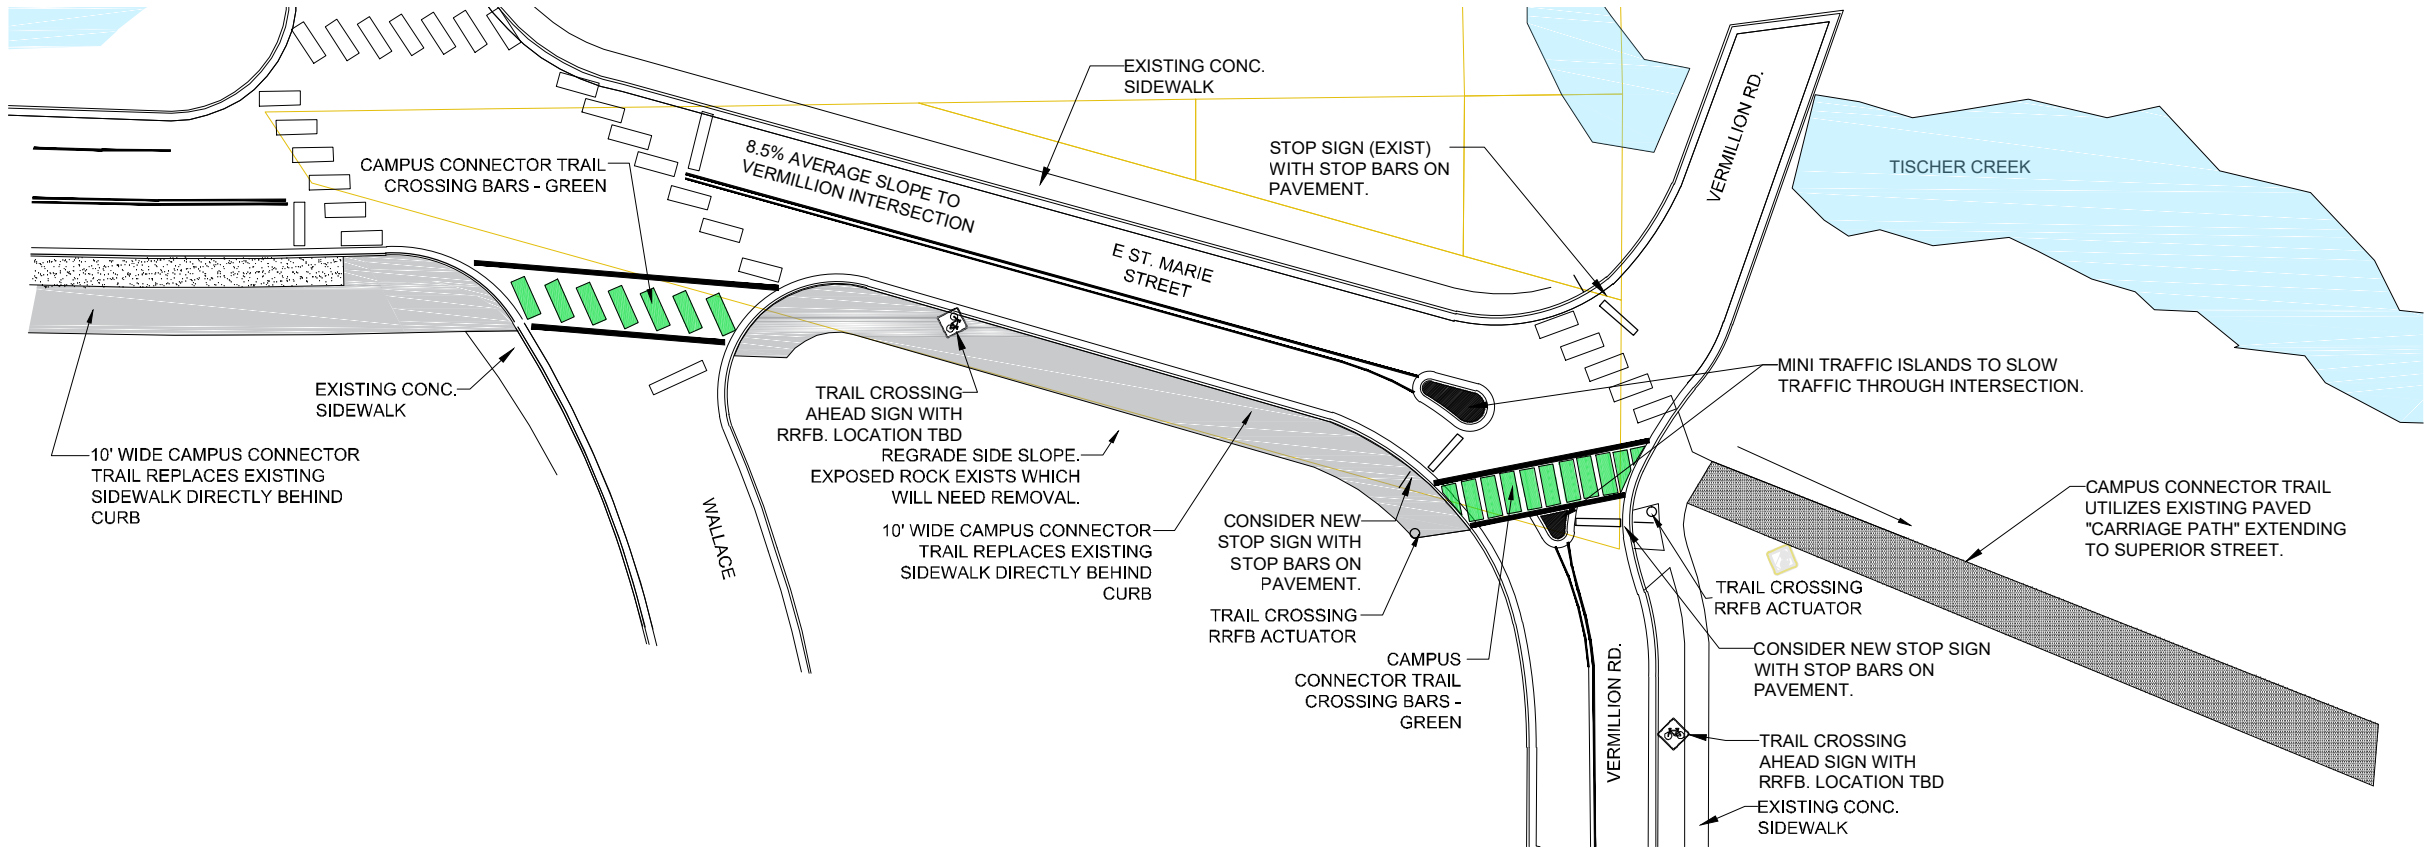 EXISTING CONC.
SIDEWALK
VERMILLION RD.
CAMPUS CONNECTOR TRAIL
CROSSING BARS - GREEN
8.5% AVERAGE SLOPE TO
VERMILLION INTERSECTION
STOP SIGN (EXIST)
WITH STOP BARS ON
PAVEMENT.
TISCHER CREEK
E ST. MARIE
STREET
EXISTING CONC.
SIDEWALK
TRAIL CROSSING
AHEAD SIGN WITH
RRFB. LOCATION TBD
MINI TRAFFIC ISLANDS TO SLOW
TRAFFIC THROUGH INTERSECTION.
10' WIDE CAMPUS CONNECTOR
TRAIL REPLACES EXISTING
SIDEWALK DIRECTLY BEHIND
CURB
REGRADE SIDE SLOPE.
EXPOSED ROCK EXISTS WHICH
WILL NEED REMOVAL.
WALLACE
10' WIDE CAMPUS CONNECTOR
TRAIL REPLACES EXISTING
SIDEWALK DIRECTLY BEHIND
CURB
CONSIDER NEW
STOP SIGN WITH
STOP BARS ON
PAVEMENT.
CAMPUS CONNECTOR TRAIL
UTILIZES EXISTING PAVED
"CARRIAGE PATH" EXTENDING
TO SUPERIOR STREET.
TRAIL CROSSING
RRFB ACTUATOR
TRAIL CROSSING
RRFB ACTUATOR
CAMPUS
CONNECTOR TRAIL
CROSSING BARS -
GREEN
VERMILLION RD.
CONSIDER NEW STOP SIGN
WITH STOP BARS ON
PAVEMENT.
TRAIL CROSSING
AHEAD SIGN WITH
RRFB. LOCATION TBD
EXISTING CONC.
SIDEWALK